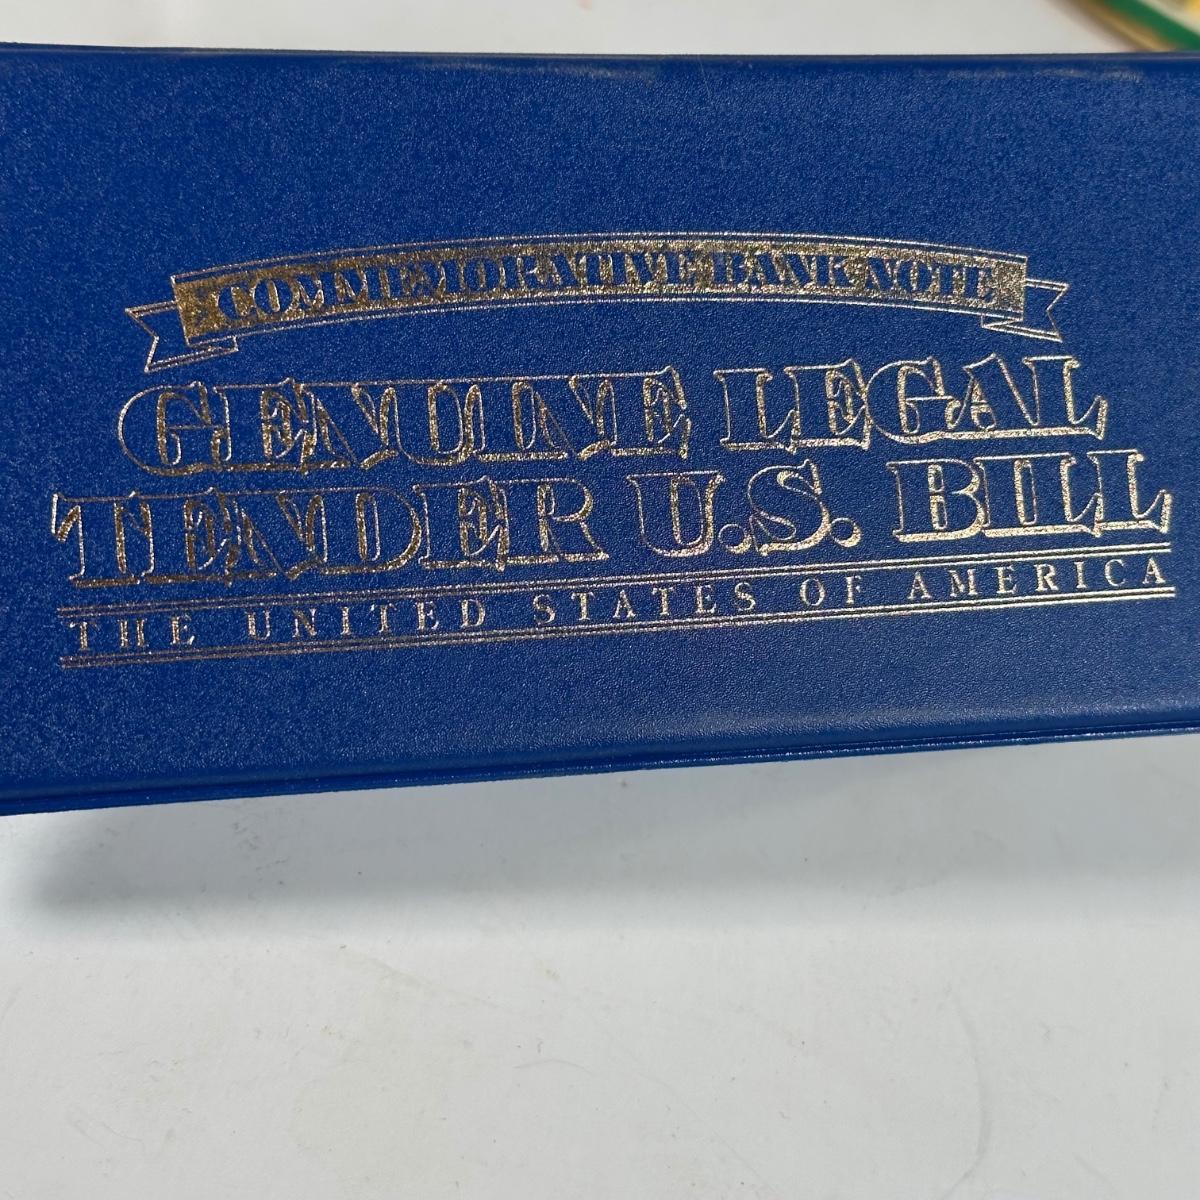 COMMEMORATIVE BANK NOTE
GENUINE LEGAL
TENDER U.S. BILL
THE UNITED STATES OF AMERICA